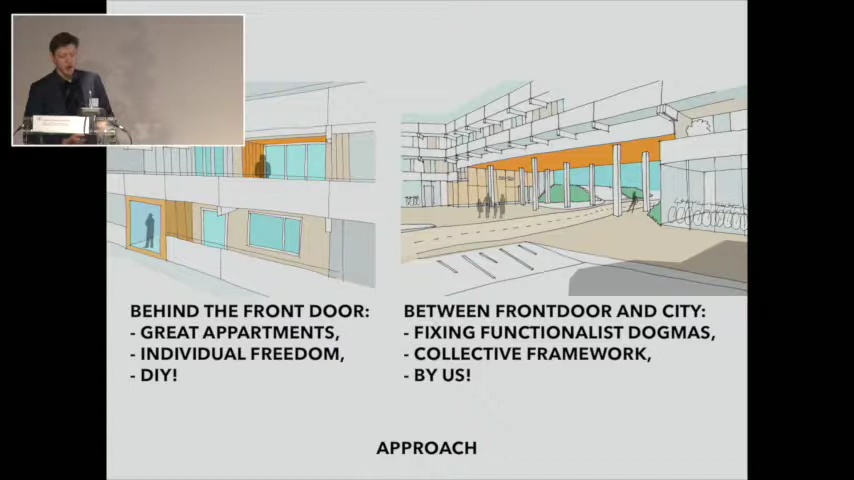 BEHIND THE FRONT DOOR:
- GREAT APPARTMENTS,
- INDIVIDUAL FREEDOM,
- DIY!
BETWEEN FRONTDOOR AND CITY:
- FIXING FUNCTIONALIST DOGMAS,
- COLLECTIVE FRAMEWORK,
- BY US!
APPROACH